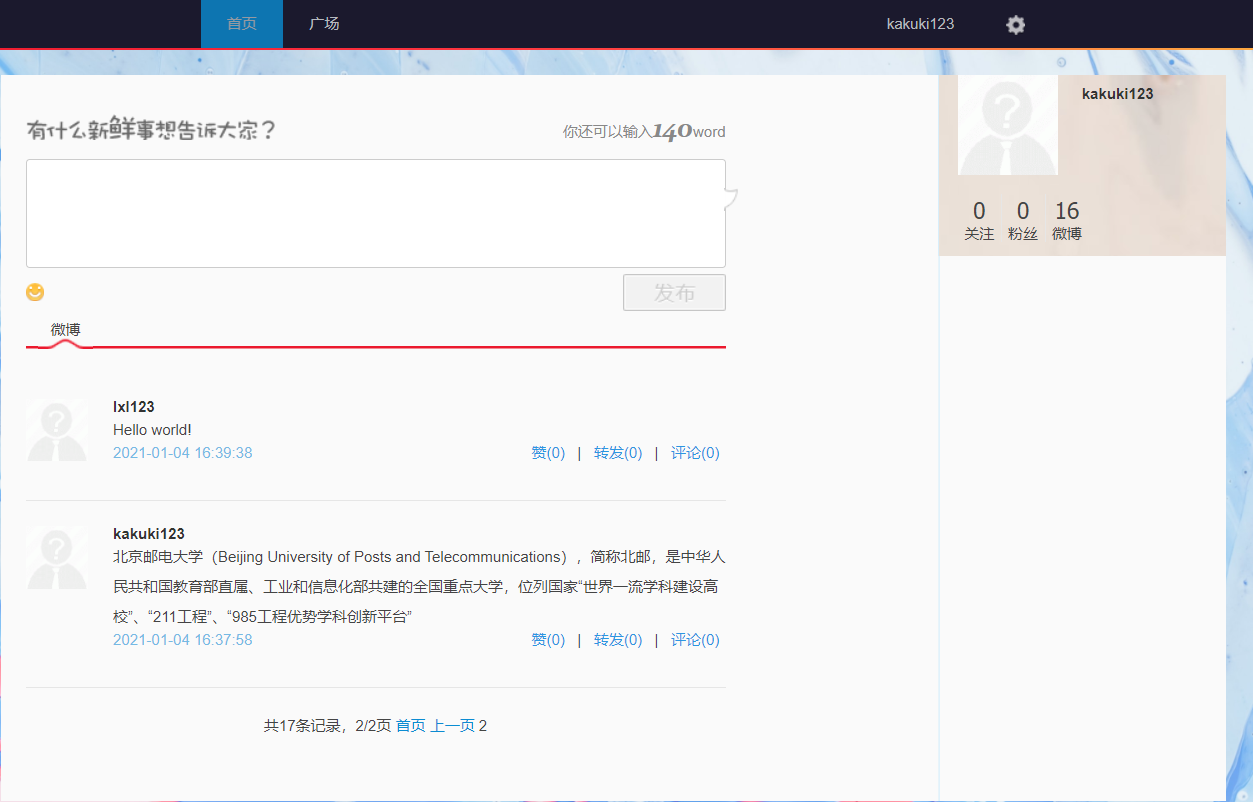 首页 广场 kakuki123
有什么新鲜事想告诉大家？ 你还可以输入140word
kakuki123
0 0 16
关注 粉丝 微博
发布
微博
lxl123
Hello world!
2021-01-04 16:39:38 赞(0) | 转发(0) | 评论(0)
kakuki123
北京邮电大学（Beijing University of Posts and Telecommunications），简称北邮，是中华人
民共和国教育部直属、工业和信息化部共建的全国重点大学，位列国家“世界一流学科建设高
校”、“211工程”、“985工程优势学科创新平台”
2021-01-04 16:37:58 赞(0) | 转发(0) | 评论(0)
共17条记录，2/2页 首页 上一页 2